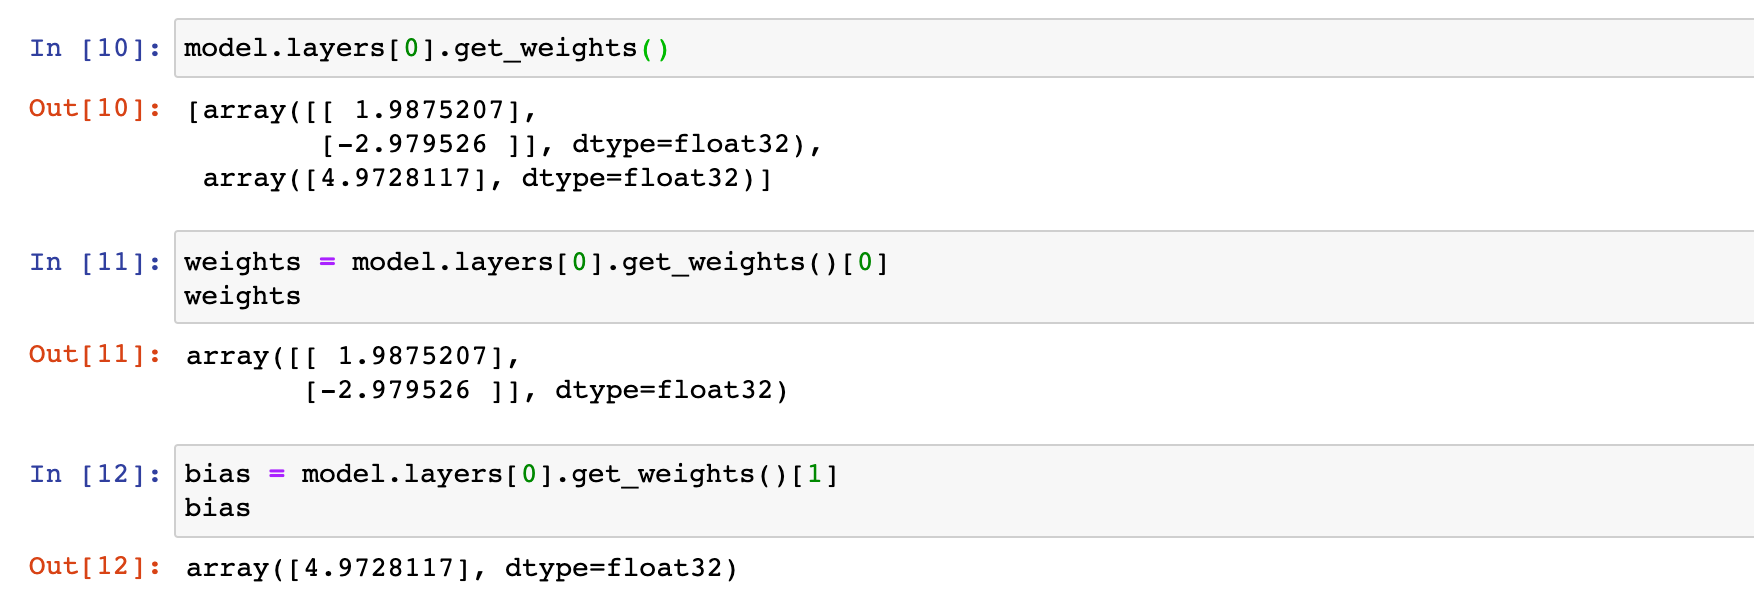 In [10]: model.layers[0].get_weights()
Out[10]: [array([[ 1.9875207],
[-2.979526 ]], dtype=float32),
array([4.9728117], dtype=float32)]
In [11]: weights = model.layers[0].get_weights()[0]
weights
Out[11]: array([[ 1.9875207],
[-2.979526 ]], dtype=float32)
In [12]: bias = model.layers[0].get_weights()[1]
bias
Out[12]: array([4.9728117], dtype=float32)